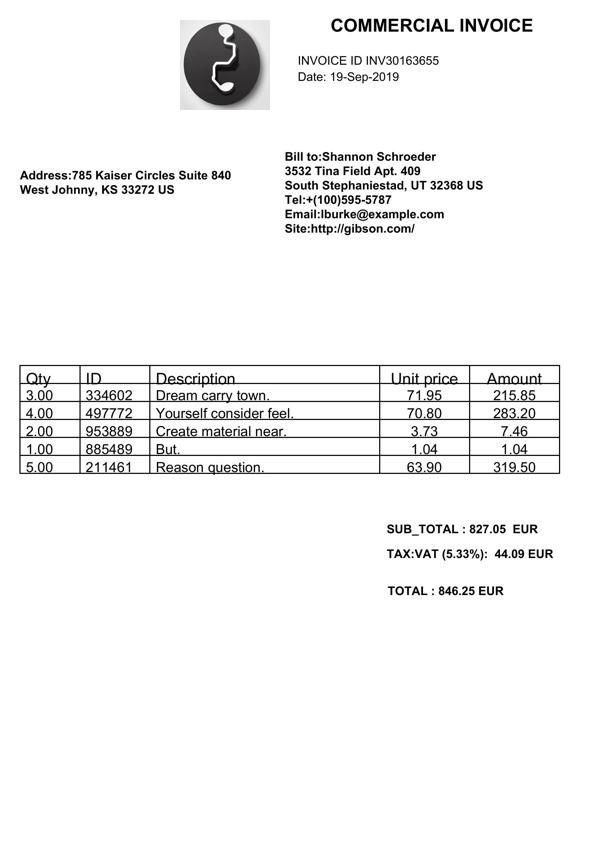 COMMERCIAL INVOICE
INVOICE ID INV30163655
Date: 19-Sep-2019
Address:785 Kaiser Circles Suite 840
West Johnny, KS 33272 US
Bill to:Shannon Schroeder
3532 Tina Field Apt. 409
South Stephaniestad, UT 32368 US
Tel:+(100)595-5787
Email:lburke@example.com
Site:http://gibson.com/
Qty ID Description Unit price Amount
3.00 334602 Dream carry town. 71.95 215.85
4.00 497772 Yourself consider feel. 70.80 283.20
2.00 953889 Create material near. 3.73 7.46
1.00 885489 But. 1.04 1.04
5.00 211461 Reason question. 63.90 319.50
SUB_TOTAL : 827.05 EUR
TAX:VAT (5.33%): 44.09 EUR
TOTAL : 846.25 EUR